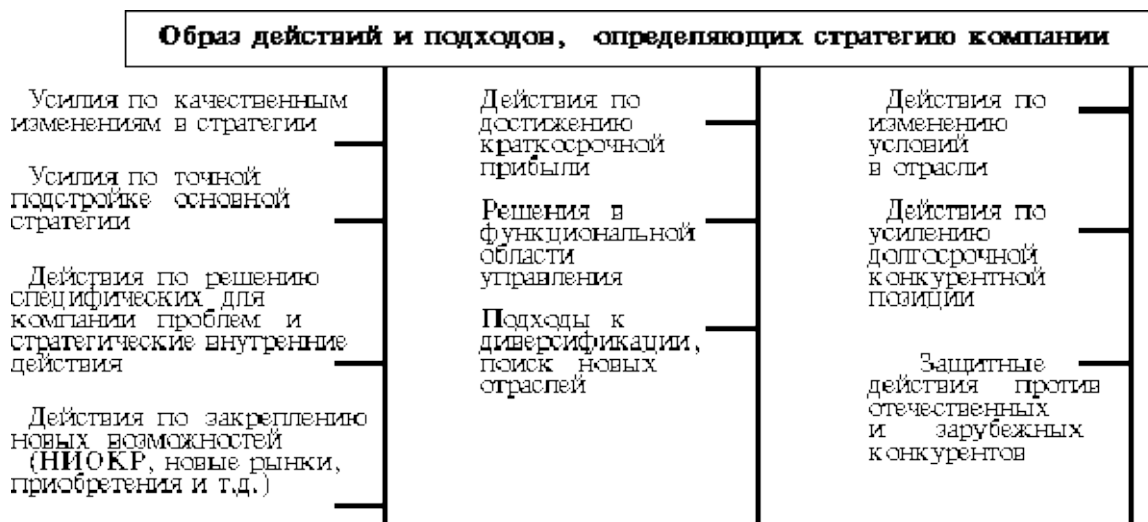 Образ действий и подходов, определяющих стратегию компании
Усилия по качественным
изменениям в стратегии
Усилия по точной
подстройке основной
стратегии
Действия по решению
специфических для
компании проблем и
стратегические внутренние
действия
Действия по закреплению
новых возможностей
(НИОКР, новые рынки,
приобретения и т.д.)
Действия по
достижению
краткосрочной
прибыли
Решения в
функциональной
области
управления
Подходы к
диверсификации,
поиск новых
отраслей
Действия по
изменению
условий
в отрасли
Действия по
усилению
долгосрочной
конкурентной
позиции
Защитные
действия против
отечественных
и зарубежных
конкурентов